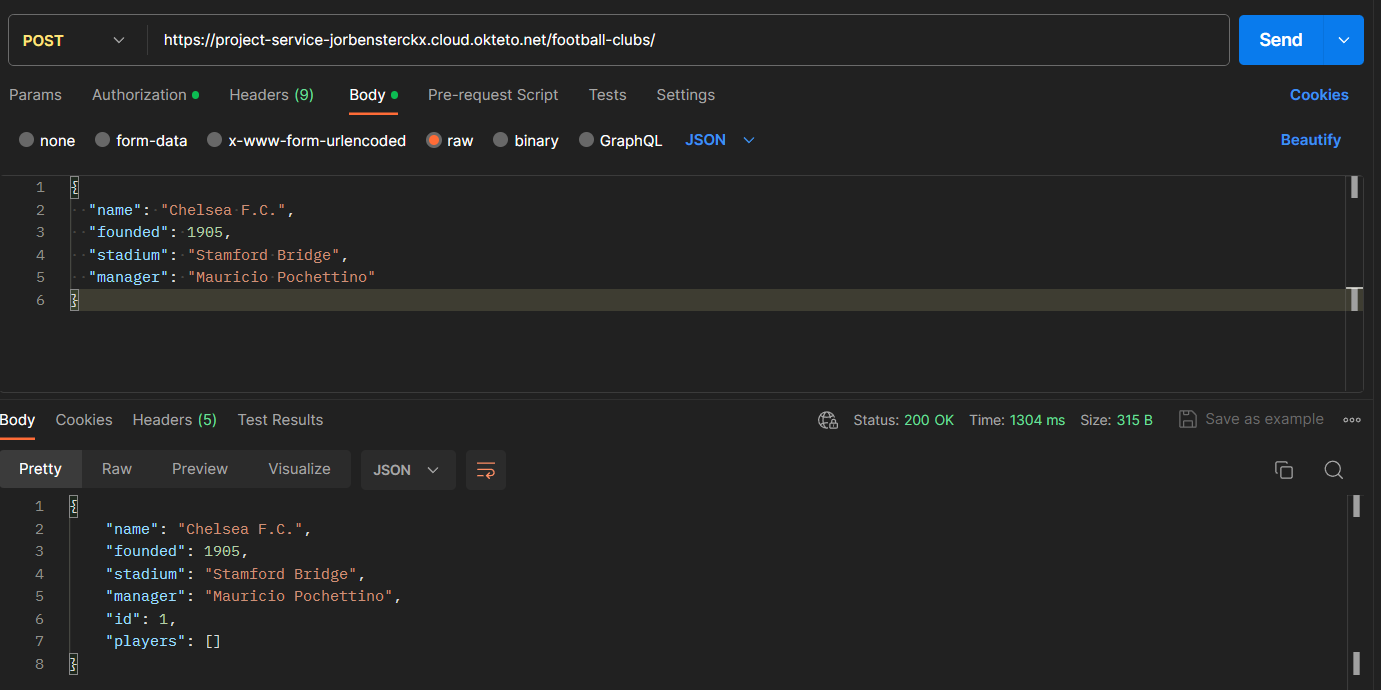 POST https://project-service-jorbensterckx.cloud.okteto.net/football-clubs/ Send
Params Authorization Headers (9) Body Pre-request Script Tests Settings Cookies
none form-data x-www-form-urlencoded raw binary GraphQL JSON Beautify
1 {
2 "name": "Chelsea F.C.",
3 "founded": 1905,
4 "stadium": "Stamford Bridge",
5 "manager": "Mauricio Pochettino"
6 }
Body Cookies Headers (5) Test Results Status: 200 OK Time: 1304 ms Size: 315 B Save as example
Pretty Raw Preview Visualize JSON
1 {
2 "name": "Chelsea F.C.",
3 "founded": 1905,
4 "stadium": "Stamford Bridge",
5 "manager": "Mauricio Pochettino",
6 "id": 1,
7 "players": []
8 }